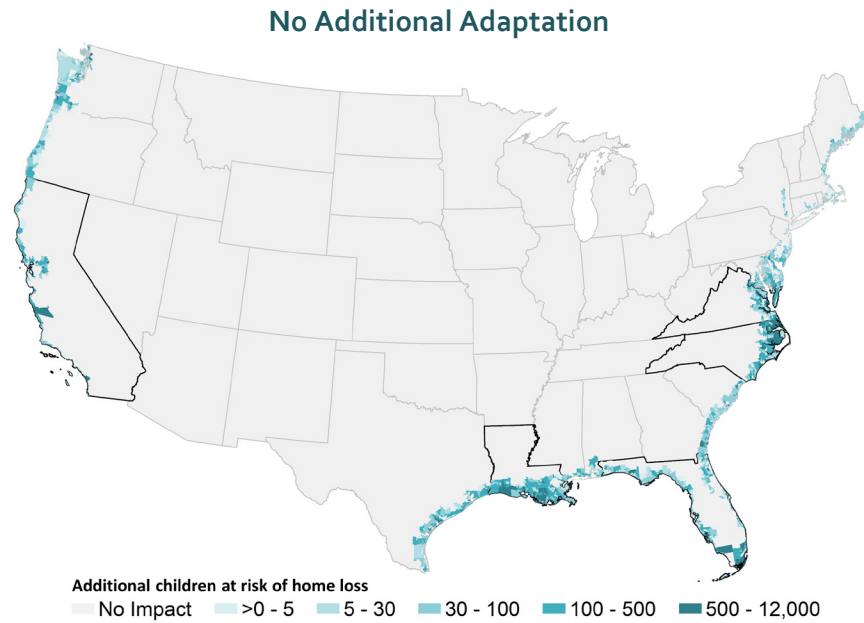 No Additional Adaptation
Additional children at risk of home loss
No Impact >0 - 5 5 - 30 30 - 100 100 - 500 500 - 12,000